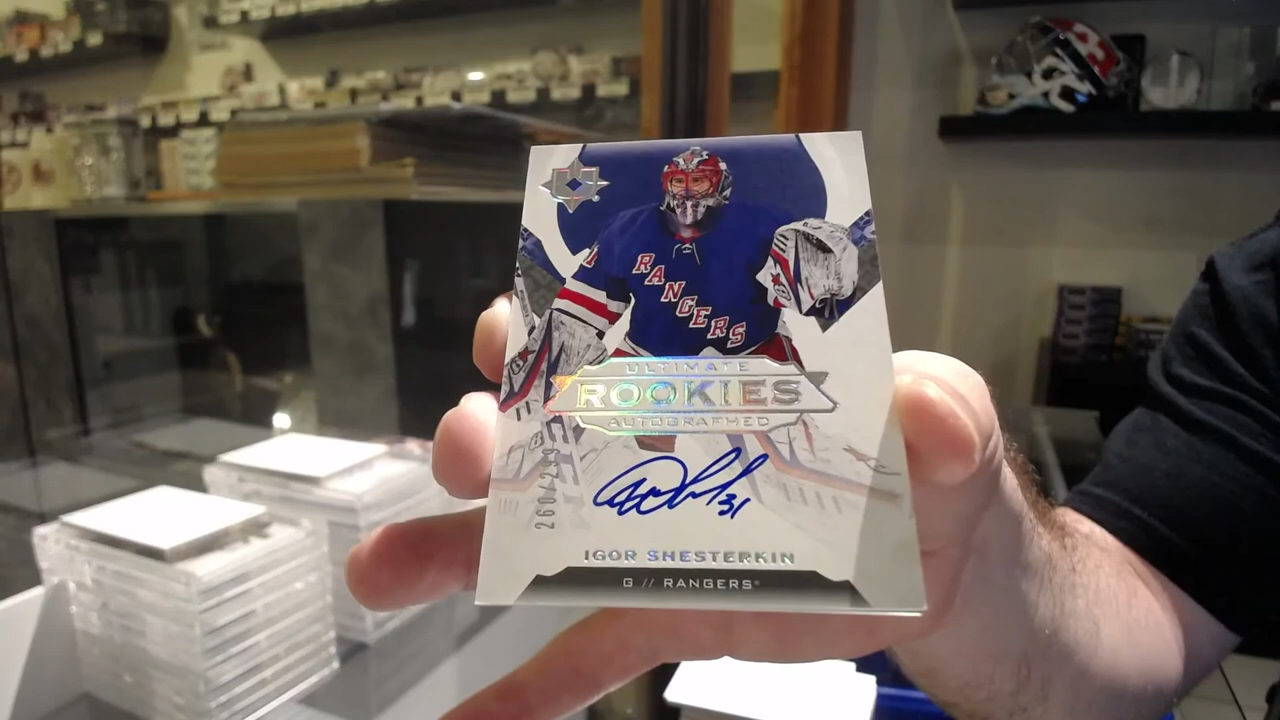 RANGERS
ULTIMATE
ROOKIES
AUTOGRAPHED
31
IGOR SHESTERKIN
G // RANGERS